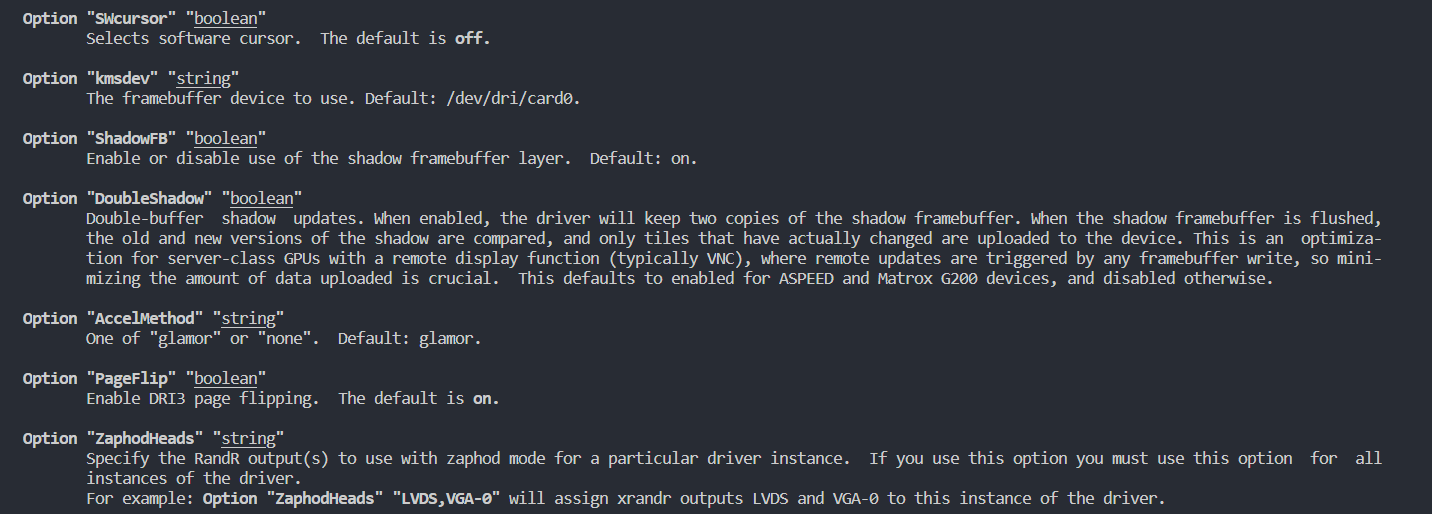 Option "SWcursor" "boolean"
Selects software cursor.  The default is off.
Option "kmsdev" "string"
The framebuffer device to use. Default: /dev/dri/card0.
Option "ShadowFB" "boolean"
Enable or disable use of the shadow framebuffer layer.  Default: on.
Option "DoubleShadow" "boolean"
Double-buffer  shadow  updates. When enabled, the driver will keep two copies of the shadow framebuffer. When the shadow framebuffer is flushed,
the old and new versions of the shadow are compared, and only tiles that have actually changed are uploaded to the device. This is an  optimiza-
tion for server-class GPUs with a remote display function (typically VNC), where remote updates are triggered by any framebuffer write, so mini-
mizing the amount of data uploaded is crucial.  This defaults to enabled for ASPEED and Matrox G200 devices, and disabled otherwise.
Option "AccelMethod" "string"
One of "glamor" or "none".  Default: glamor.
Option "PageFlip" "boolean"
Enable DRI3 page flipping.  The default is on.
Option "ZaphodHeads" "string"
Specify the RandR output(s) to use with zaphod mode for a particular driver instance.  If you use this option you must use this option  for  all
instances of the driver.
For example: Option "ZaphodHeads" "LVDS,VGA-0" will assign xrandr outputs LVDS and VGA-0 to this instance of the driver.